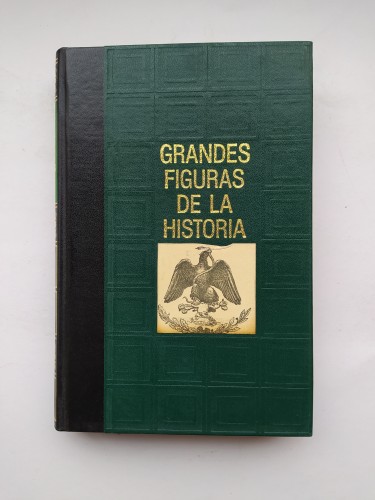 GRANDES
FIGURAS
DE LA
HISTORIA